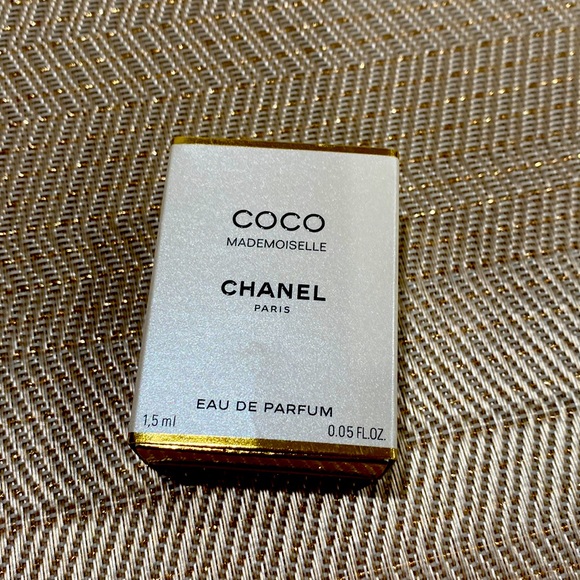 COCO
MADEMOISELLE
CHANEL
PARIS
EAU DE PARFUM
1,5 ml 0.05 FL.OZ.